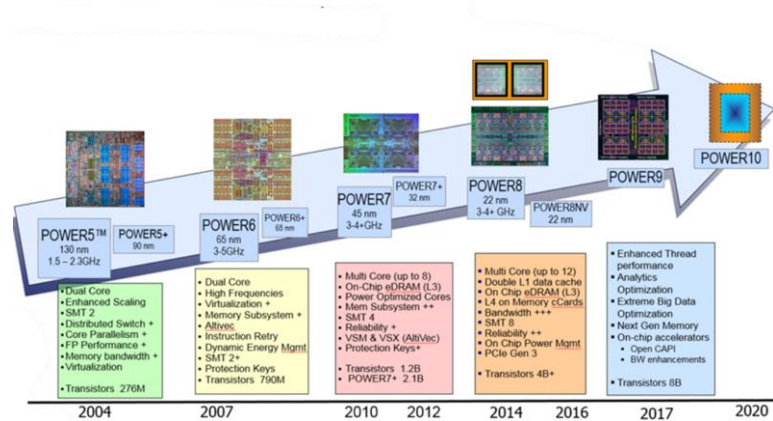 POWER5™
130 nm
1.5 – 2.3GHz
POWER5+
90 nm
POWER6
65 nm
3-5GHz
POWER6+
65 nm
POWER7
45 nm
3-4+GHz
POWER7+
32 nm
POWER8
22 nm
3-4+ GHz
POWER8NV
22 nm
POWER9
POWER10
Dual Core
Enhanced Scaling
SMT 2
Distributed Switch +
Core Parallelism +
FP Performance +
Memory bandwidth +
Virtualization
Transistors 276M
Dual Core
High Frequencies
Virtualization +
Memory Subsystem +
Altivec
Instruction Retry
Dynamic Energy Mgmt
SMT 2+
Protection Keys
Transistors 790M
Multi Core (up to 8)
On-Chip eDRAM (L3)
Power Optimized Cores
Mem Subsystem ++
SMT 4
Reliability +
VSM & VSX (AltiVec)
Protection Keys+
Transistors 1.2B
POWER7+ 2.1B
Multi Core (up to 12)
Double L1 data cache
On Chip eDRAM (L3)
L4 on Memory cCards
Bandwidth +++
SMT 8
Reliability ++
On Chip Power Mgmt
PCIe Gen 3
Transistors 4B+
Enhanced Thread
performance
Analytics
Optimization
Extreme Big Data
Optimization
Next Gen Memory
On-chip accelerators
Open CAPI
BW enhancements
Transistors 8B
2004
2007
2010
2012
2014
2016
2017
2020